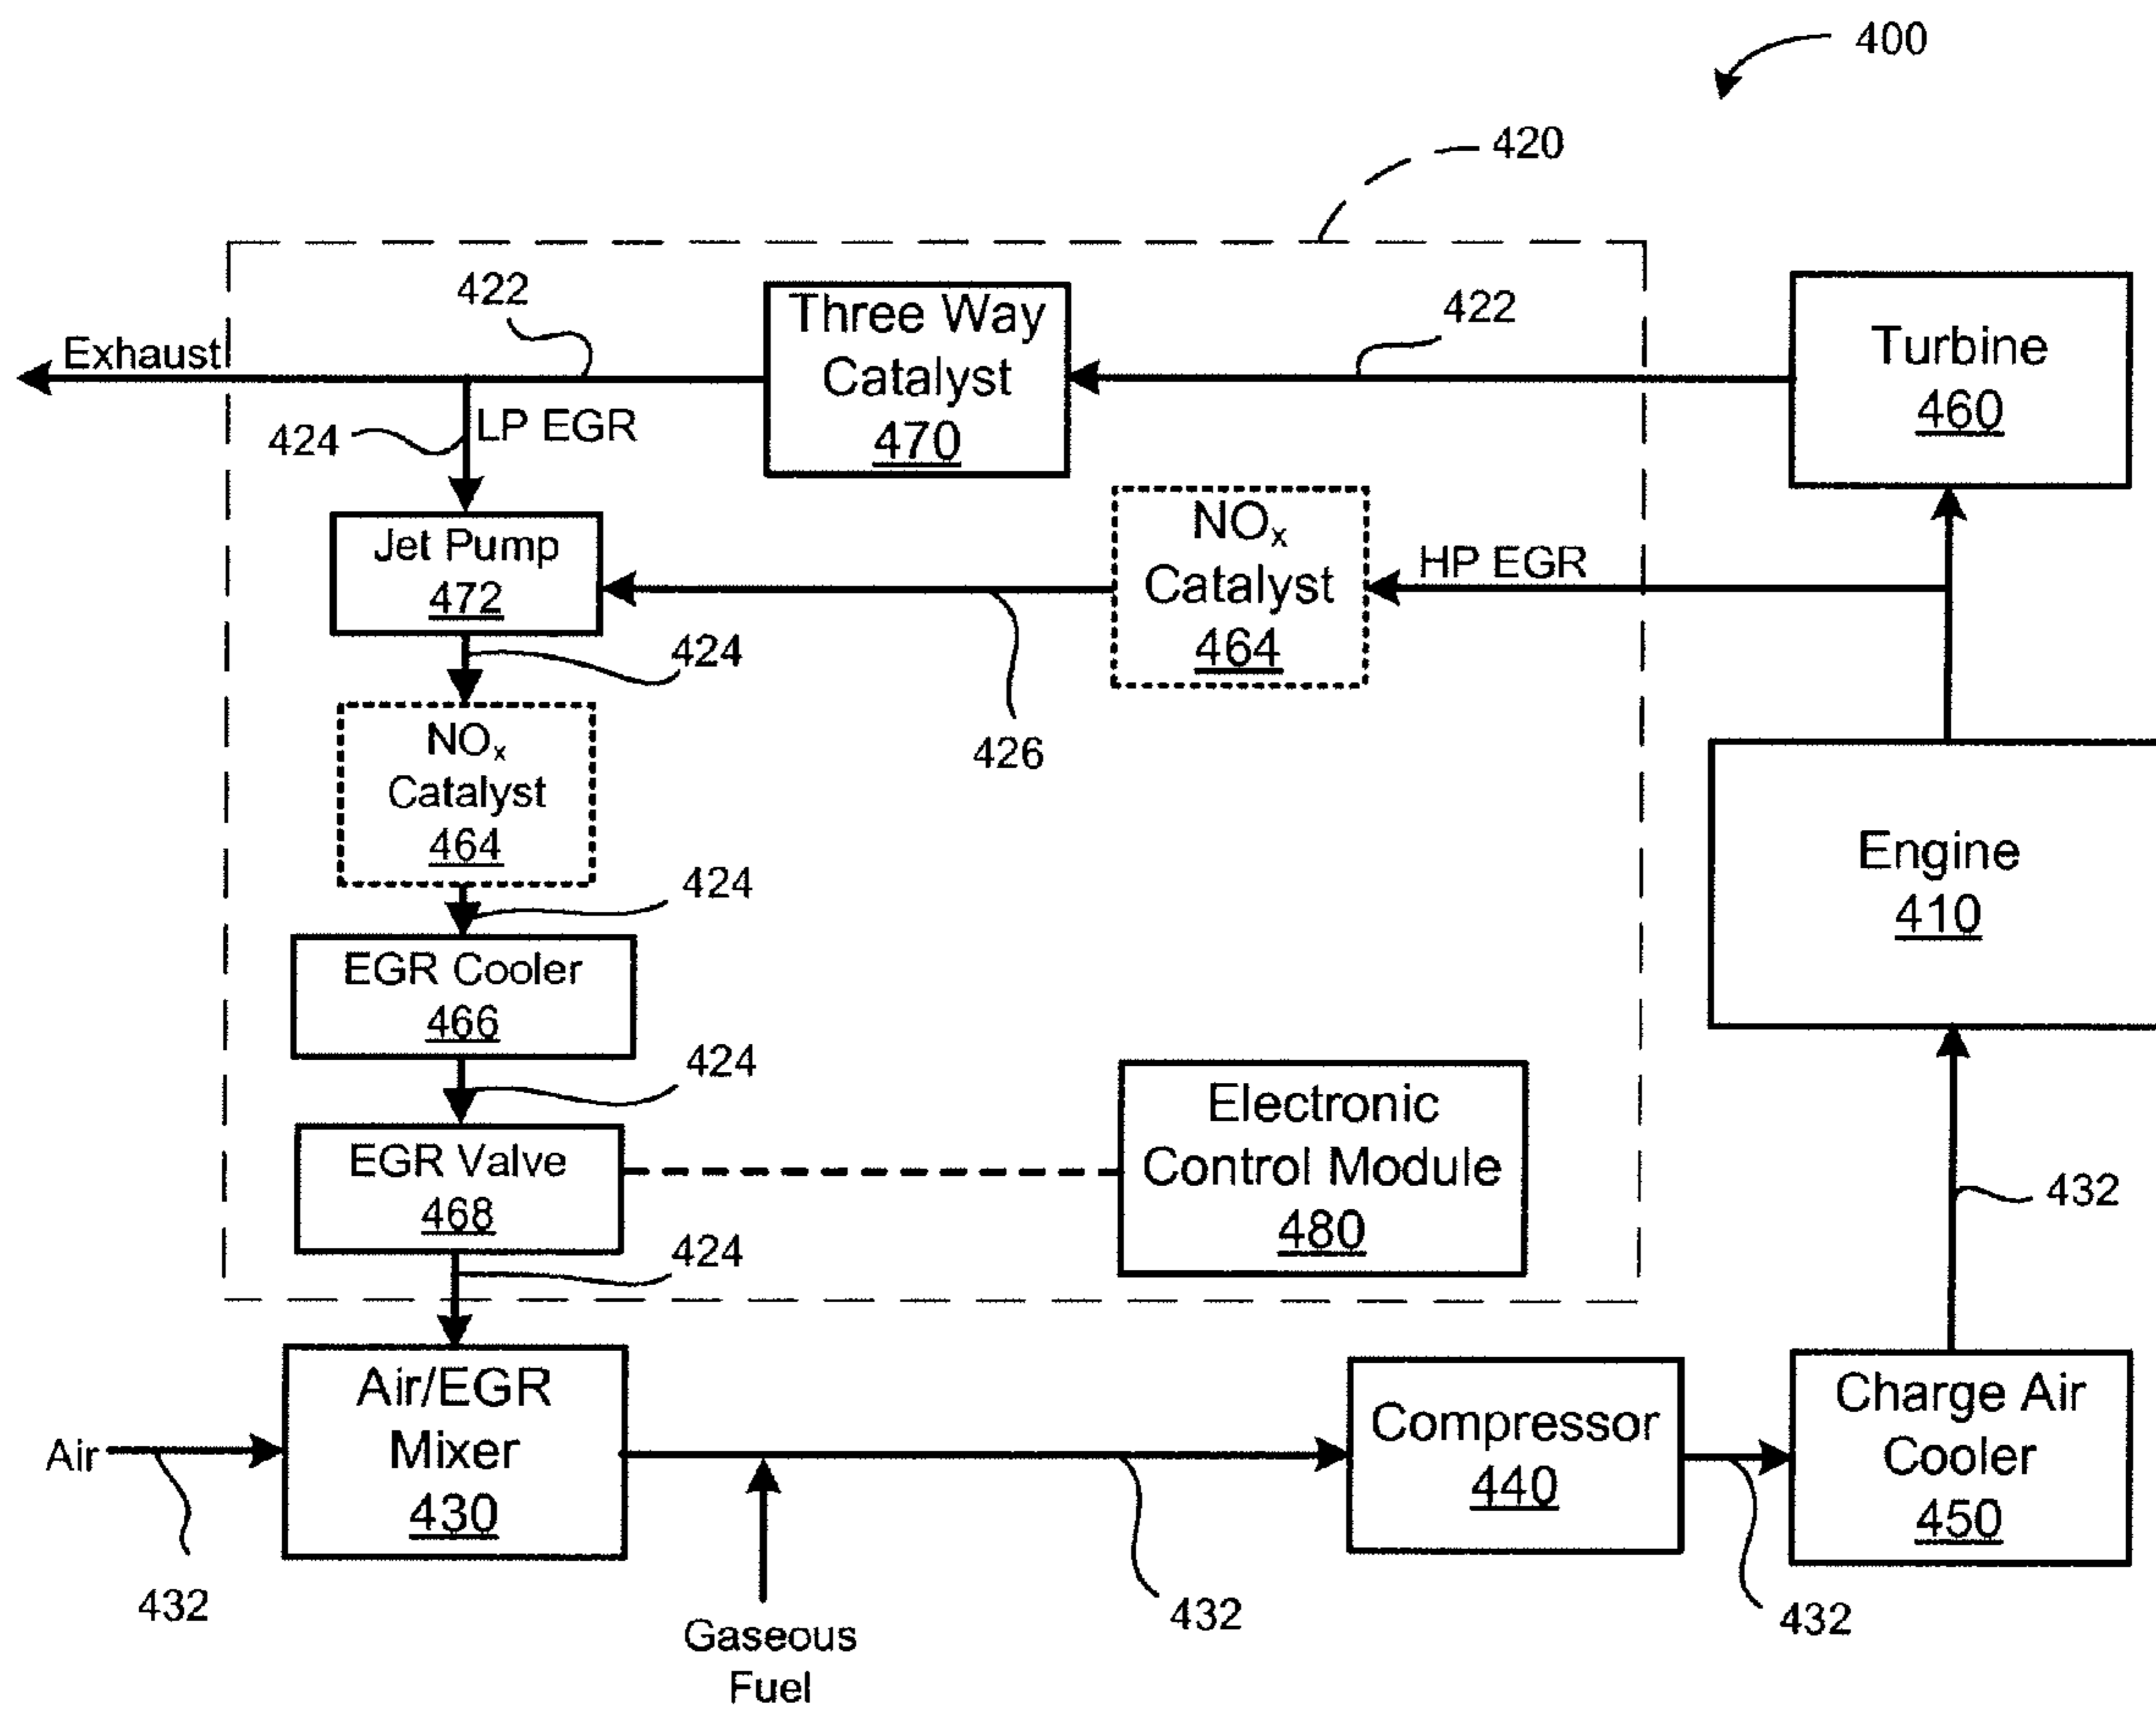 400
420
422
422
Exhaust
Three Way
Catalyst
470
Turbine
460
424
LP EGR
Jet Pump
472
NOx
Catalyst
464
HP EGR
424
426
NOx
Catalyst
464
424
Engine
410
EGR Cooler
466
424
EGR Valve
468
Electronic
Control Module
480
432
424
Air/EGR
Mixer
430
Air
432
Gaseous
Fuel
432
Compressor
440
432
Charge Air
Cooler
450